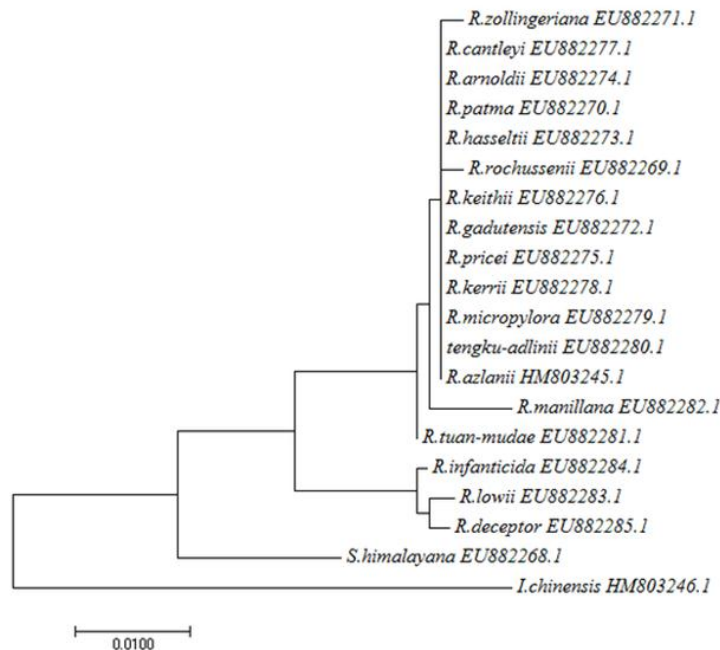 R.zollingeriana EU882271.1
R.cantleyi EU882277.1
R.arnoldii EU882274.1
R.patma EU882270.1
R.hasseltii EU882273.1
R.rochussenii EU882269.1
R.keithii EU882276.1
R.gadutensis EU882272.1
R.pricei EU882275.1
R.kerrii EU882278.1
R.micropylora EU882279.1
tengku-adlinii EU882280.1
R.azlanii HM803245.1
R.manillana EU882282.1
R.tuan-mudae EU882281.1
R.infanticida EU882284.1
R.lowii EU882283.1
R.deceptor EU882285.1
S.himalayana EU882268.1
I.chinensis HM803246.1
0.0100